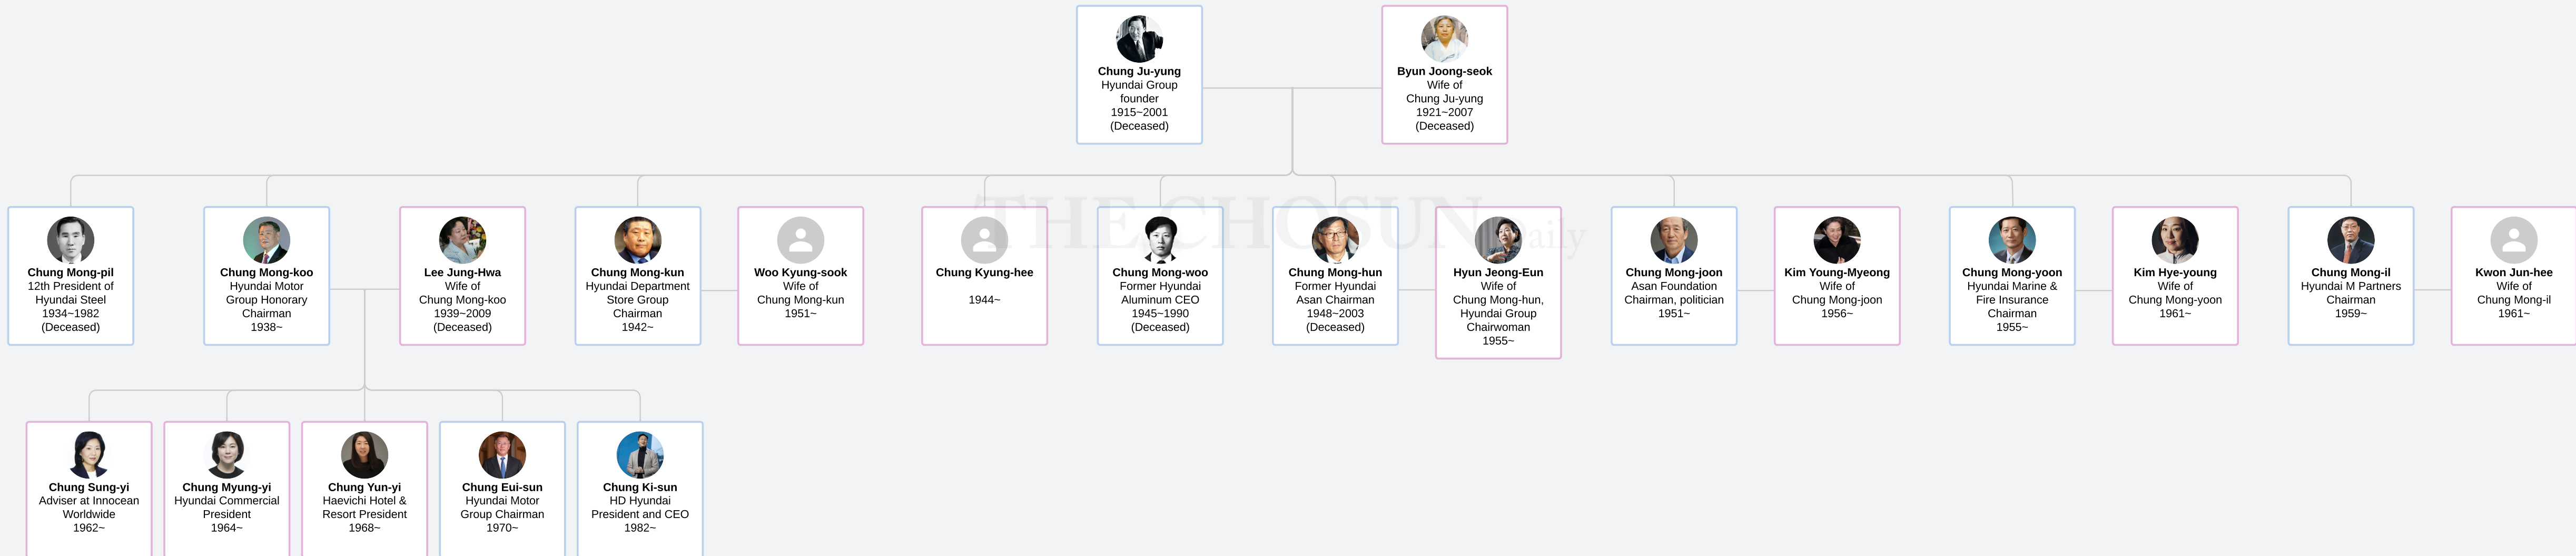 Chung Ju-yung
Hyundai Group
founder
1915~2001
(Deceased)
Byun Joong-seok
Wife of
Chung Ju-yung
1921~2007
(Deceased)
THE CHOSUN Daily
Chung Mong-pil
12th President of
Hyundai Steel
1934~1982
(Deceased)
Chung Mong-koo
Hyundai Motor
Group Honorary
Chairman
1938~
Lee Jung-Hwa
Wife of
Chung Mong-koo
1939~2009
(Deceased)
Chung Mong-kun
Hyundai Department
Store Group
Chairman
1942~
Woo Kyung-sook
Wife of
Chung Mong-kun
1951~
Chung Kyung-hee
1944~
Chung Mong-woo
Former Hyundai
Aluminum CEO
1945~1990
(Deceased)
Chung Mong-hun
Former Hyundai
Asan Chairman
1948~2003
(Deceased)
Hyun Jeong-Eun
Wife of
Chung Mong-hun,
Hyundai Group
Chairwoman
1955~
Chung Mong-joon
Asan Foundation
Chairman, politician
1951~
Kim Young-Myeong
Wife of
Chung Mong-joon
1956~
Chung Mong-yoon
Hyundai Marine &
Fire Insurance
Chairman
1955~
Kim Hye-young
Wife of
Chung Mong-yoon
1961~
Chung Mong-il
Hyundai M Partners
Chairman
1959~
Kwon Jun-hee
Wife of
Chung Mong-il
1961~
Chung Sung-yi
Adviser at Innocean
Worldwide
1962~
Chung Myung-yi
Hyundai Commercial
President
1964~
Chung Yun-yi
Haevichi Hotel &
Resort President
1968~
Chung Eui-sun
Hyundai Motor
Group Chairman
1970~
Chung Ki-sun
HD Hyundai
President and CEO
1982~